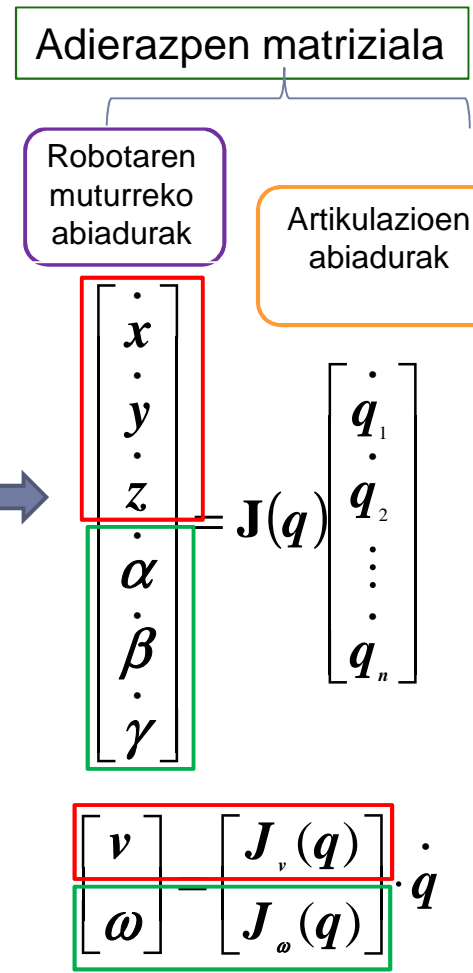 Adierazpen matriziala
Robotaren
muturreko
abiadurak
Artikulazioen
abiadurak
[ẋ ẏ ż α̇ β̇ γ̇] = J(q) [q̇₁ q̇₂ ⋮ q̇ₙ]
[v ω] = [J_v(q) J_ω(q)] · q̇